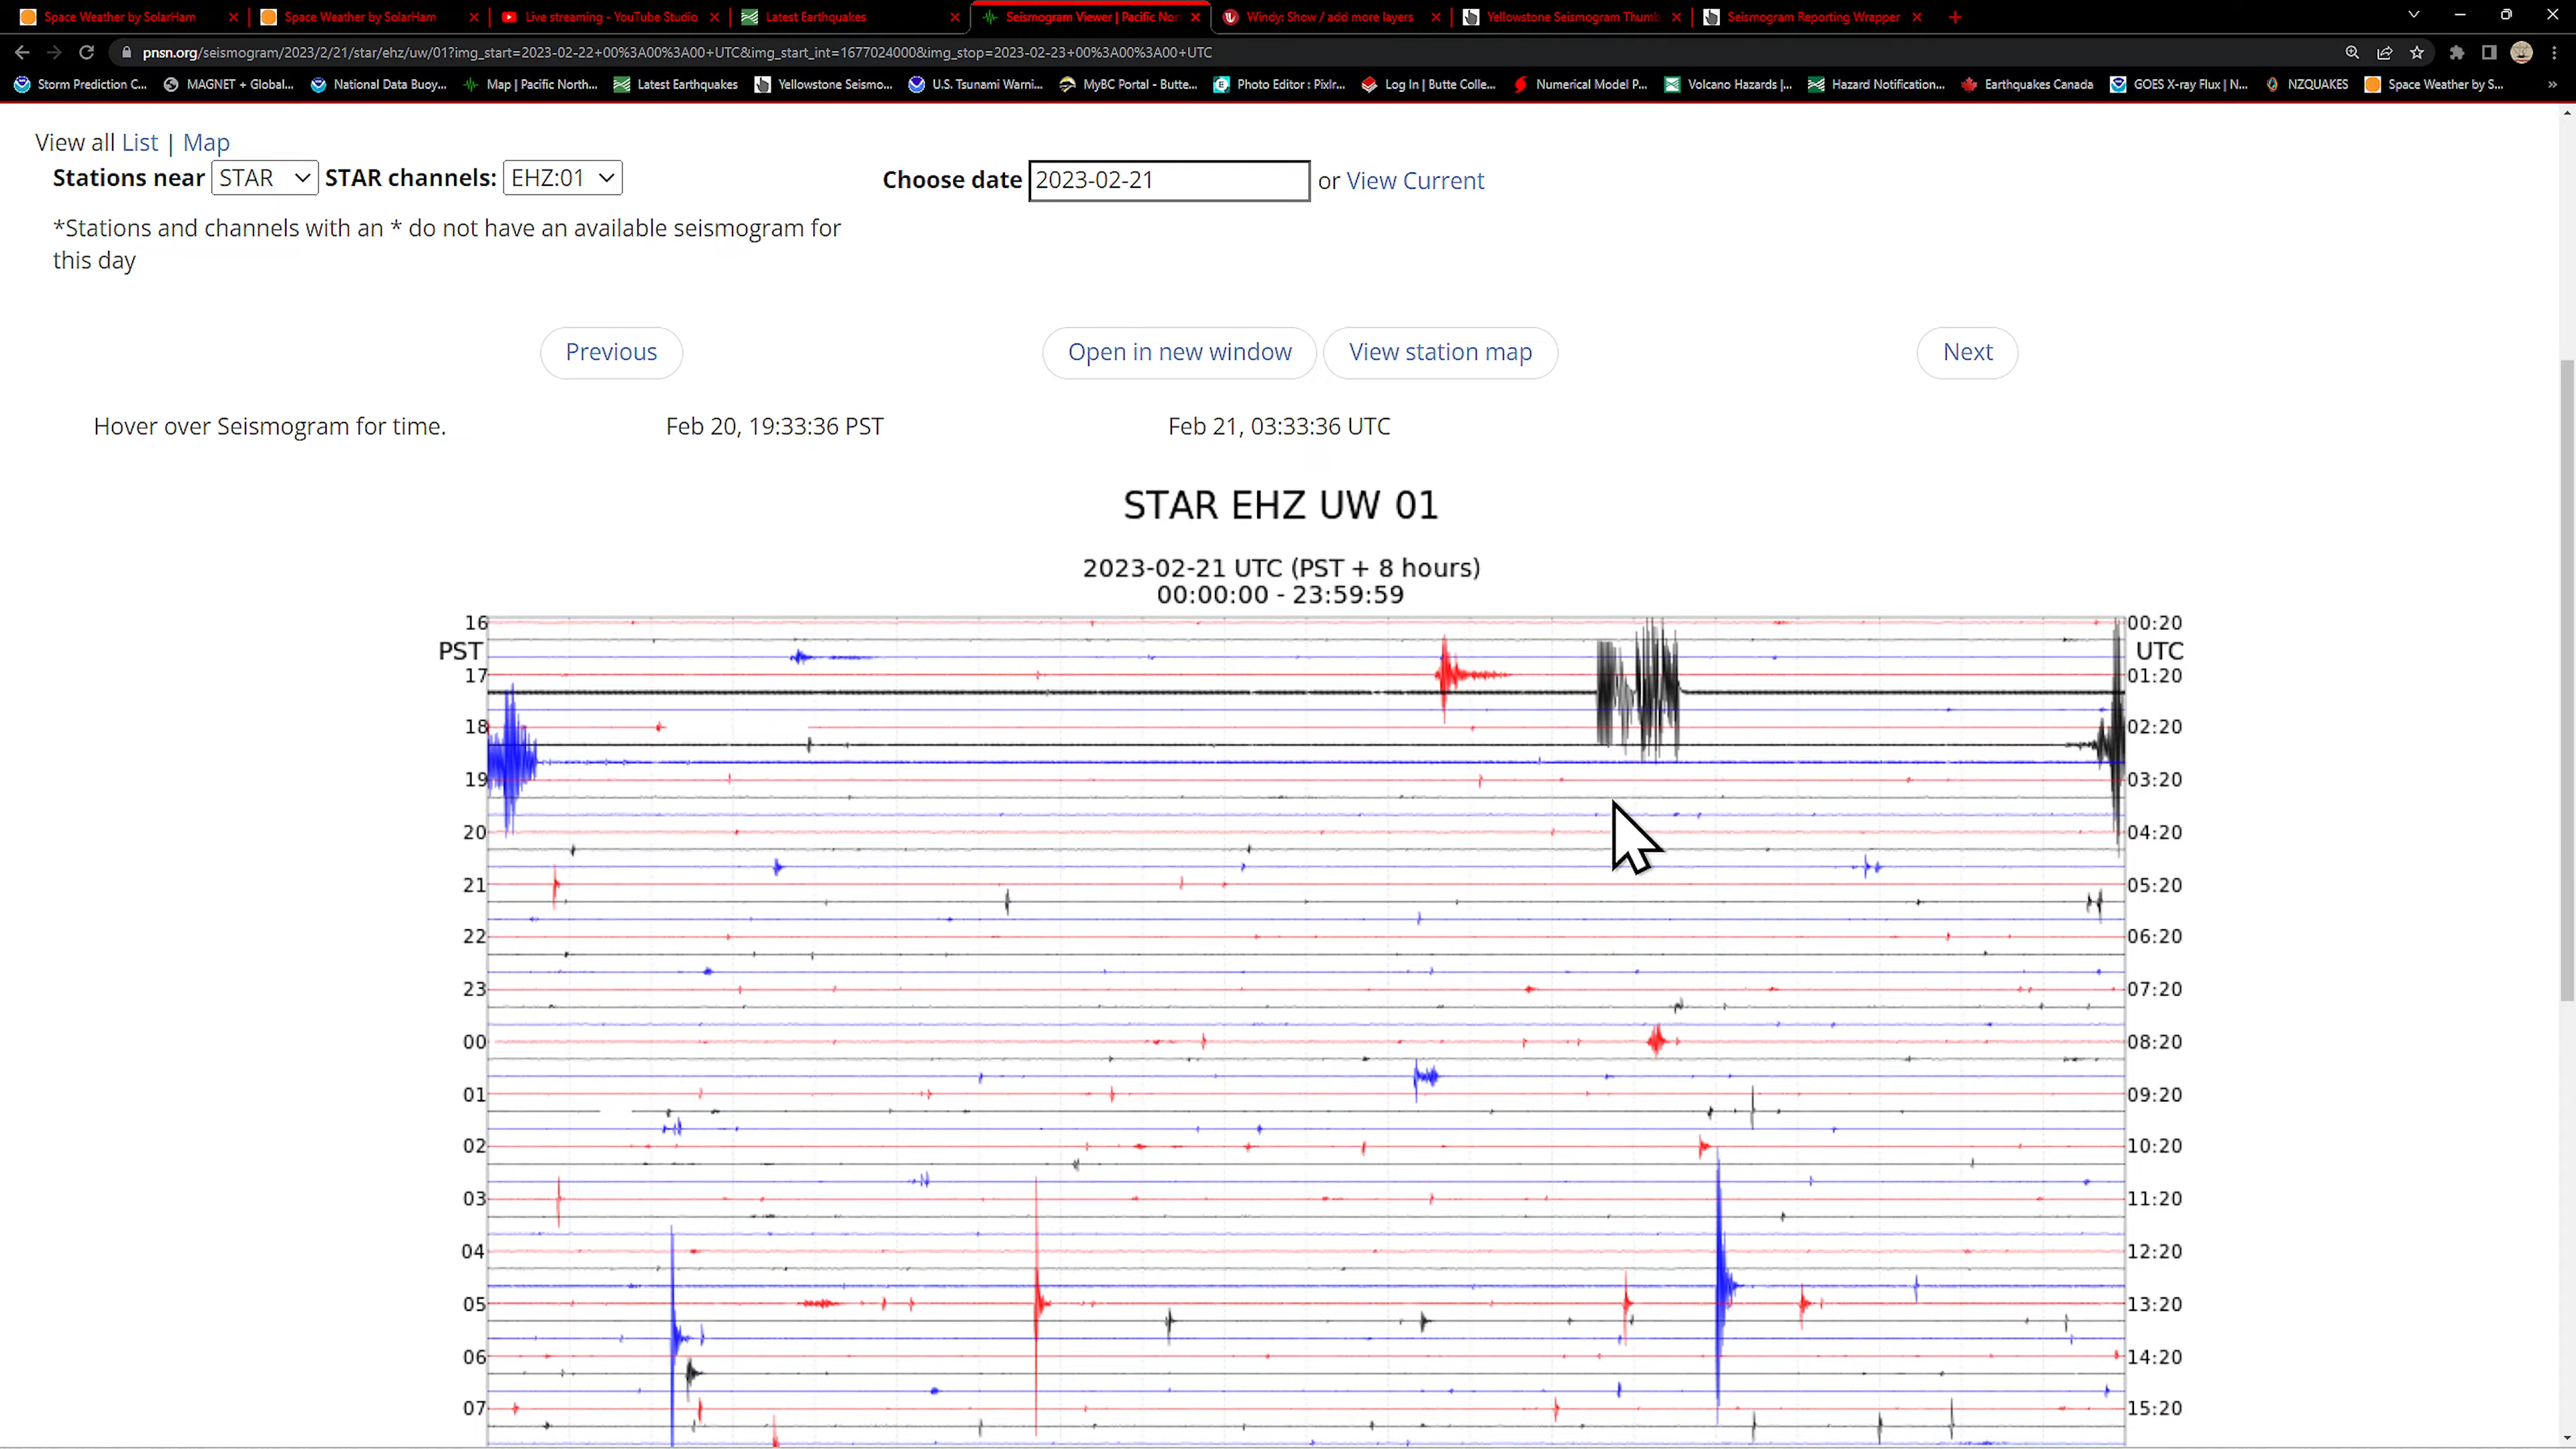 Space Weather by SolarHam
Space Weather by SolarHam
Live streaming - YouTube Studio
Latest Earthquakes
Seismogram Viewer | Pacific Nor
Windy: Show / add more layers
Yellowstone Seismogram Thumb
Seismogram Reporting Wrapper
pnsn.org/seismogram/2023/2/21/star/ehz/uw/01?img_start=2023-02-22+00%3A00%3A00+UTC&img_start_int=1677024000&img_stop=2023-02-23+00%3A00%3A00+UTC
Storm Prediction C...
MAGNET + Global...
National Data Buoy...
Map | Pacific North...
Latest Earthquakes
Yellowstone Seismo...
U.S. Tsunami Warni...
MyBC Portal - Butte...
Photo Editor : Pixlr...
Log In | Butte Colle...
Numerical Model P...
Volcano Hazards |...
Hazard Notification...
Earthquakes Canada
GOES X-ray Flux | N...
NZQUAKES
Space Weather by S...
View all List | Map
Stations near STAR STAR channels: EHZ:01
Choose date 2023-02-21 or View Current
*Stations and channels with an * do not have an available seismogram for
this day
Previous
Open in new window
View station map
Next
Hover over Seismogram for time.
Feb 20, 19:33:36 PST
Feb 21, 03:33:36 UTC
STAR EHZ UW 01
2023-02-21 UTC (PST + 8 hours)
00:00:00 - 23:59:59
16 00:20
PST UTC
17 01:20
18 02:20
19 03:20
20 04:20
21 05:20
22 06:20
23 07:20
00 08:20
01 09:20
02 10:20
03 11:20
04 12:20
05 13:20
06 14:20
07 15:20